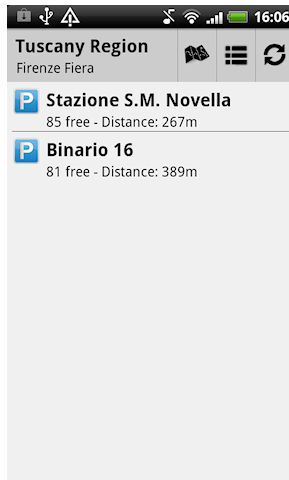 16:06
Tuscany Region
Firenze Fiera
P Stazione S.M. Novella
85 free - Distance: 267m
P Binario 16
81 free - Distance: 389m